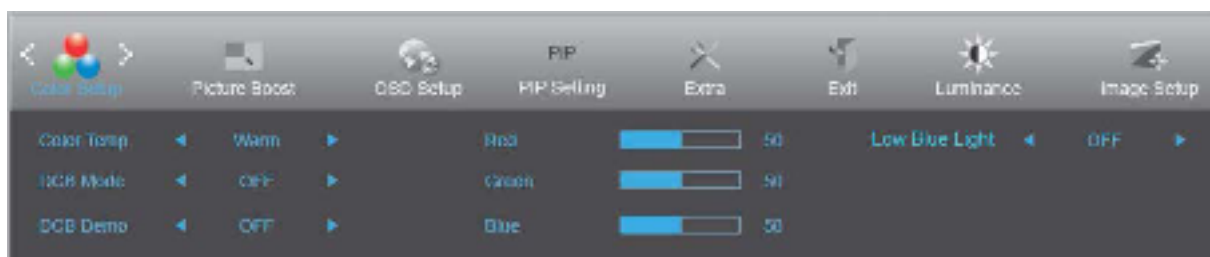 PIP
Color Setup Picture Boost OSD Setup PIP Setting Extra Exit Luminance Image Setup
Color Temp. Warm Red 50 Low Blue Light OFF
DCB Mode OFF Green 50
DCB Demo OFF Blue 50